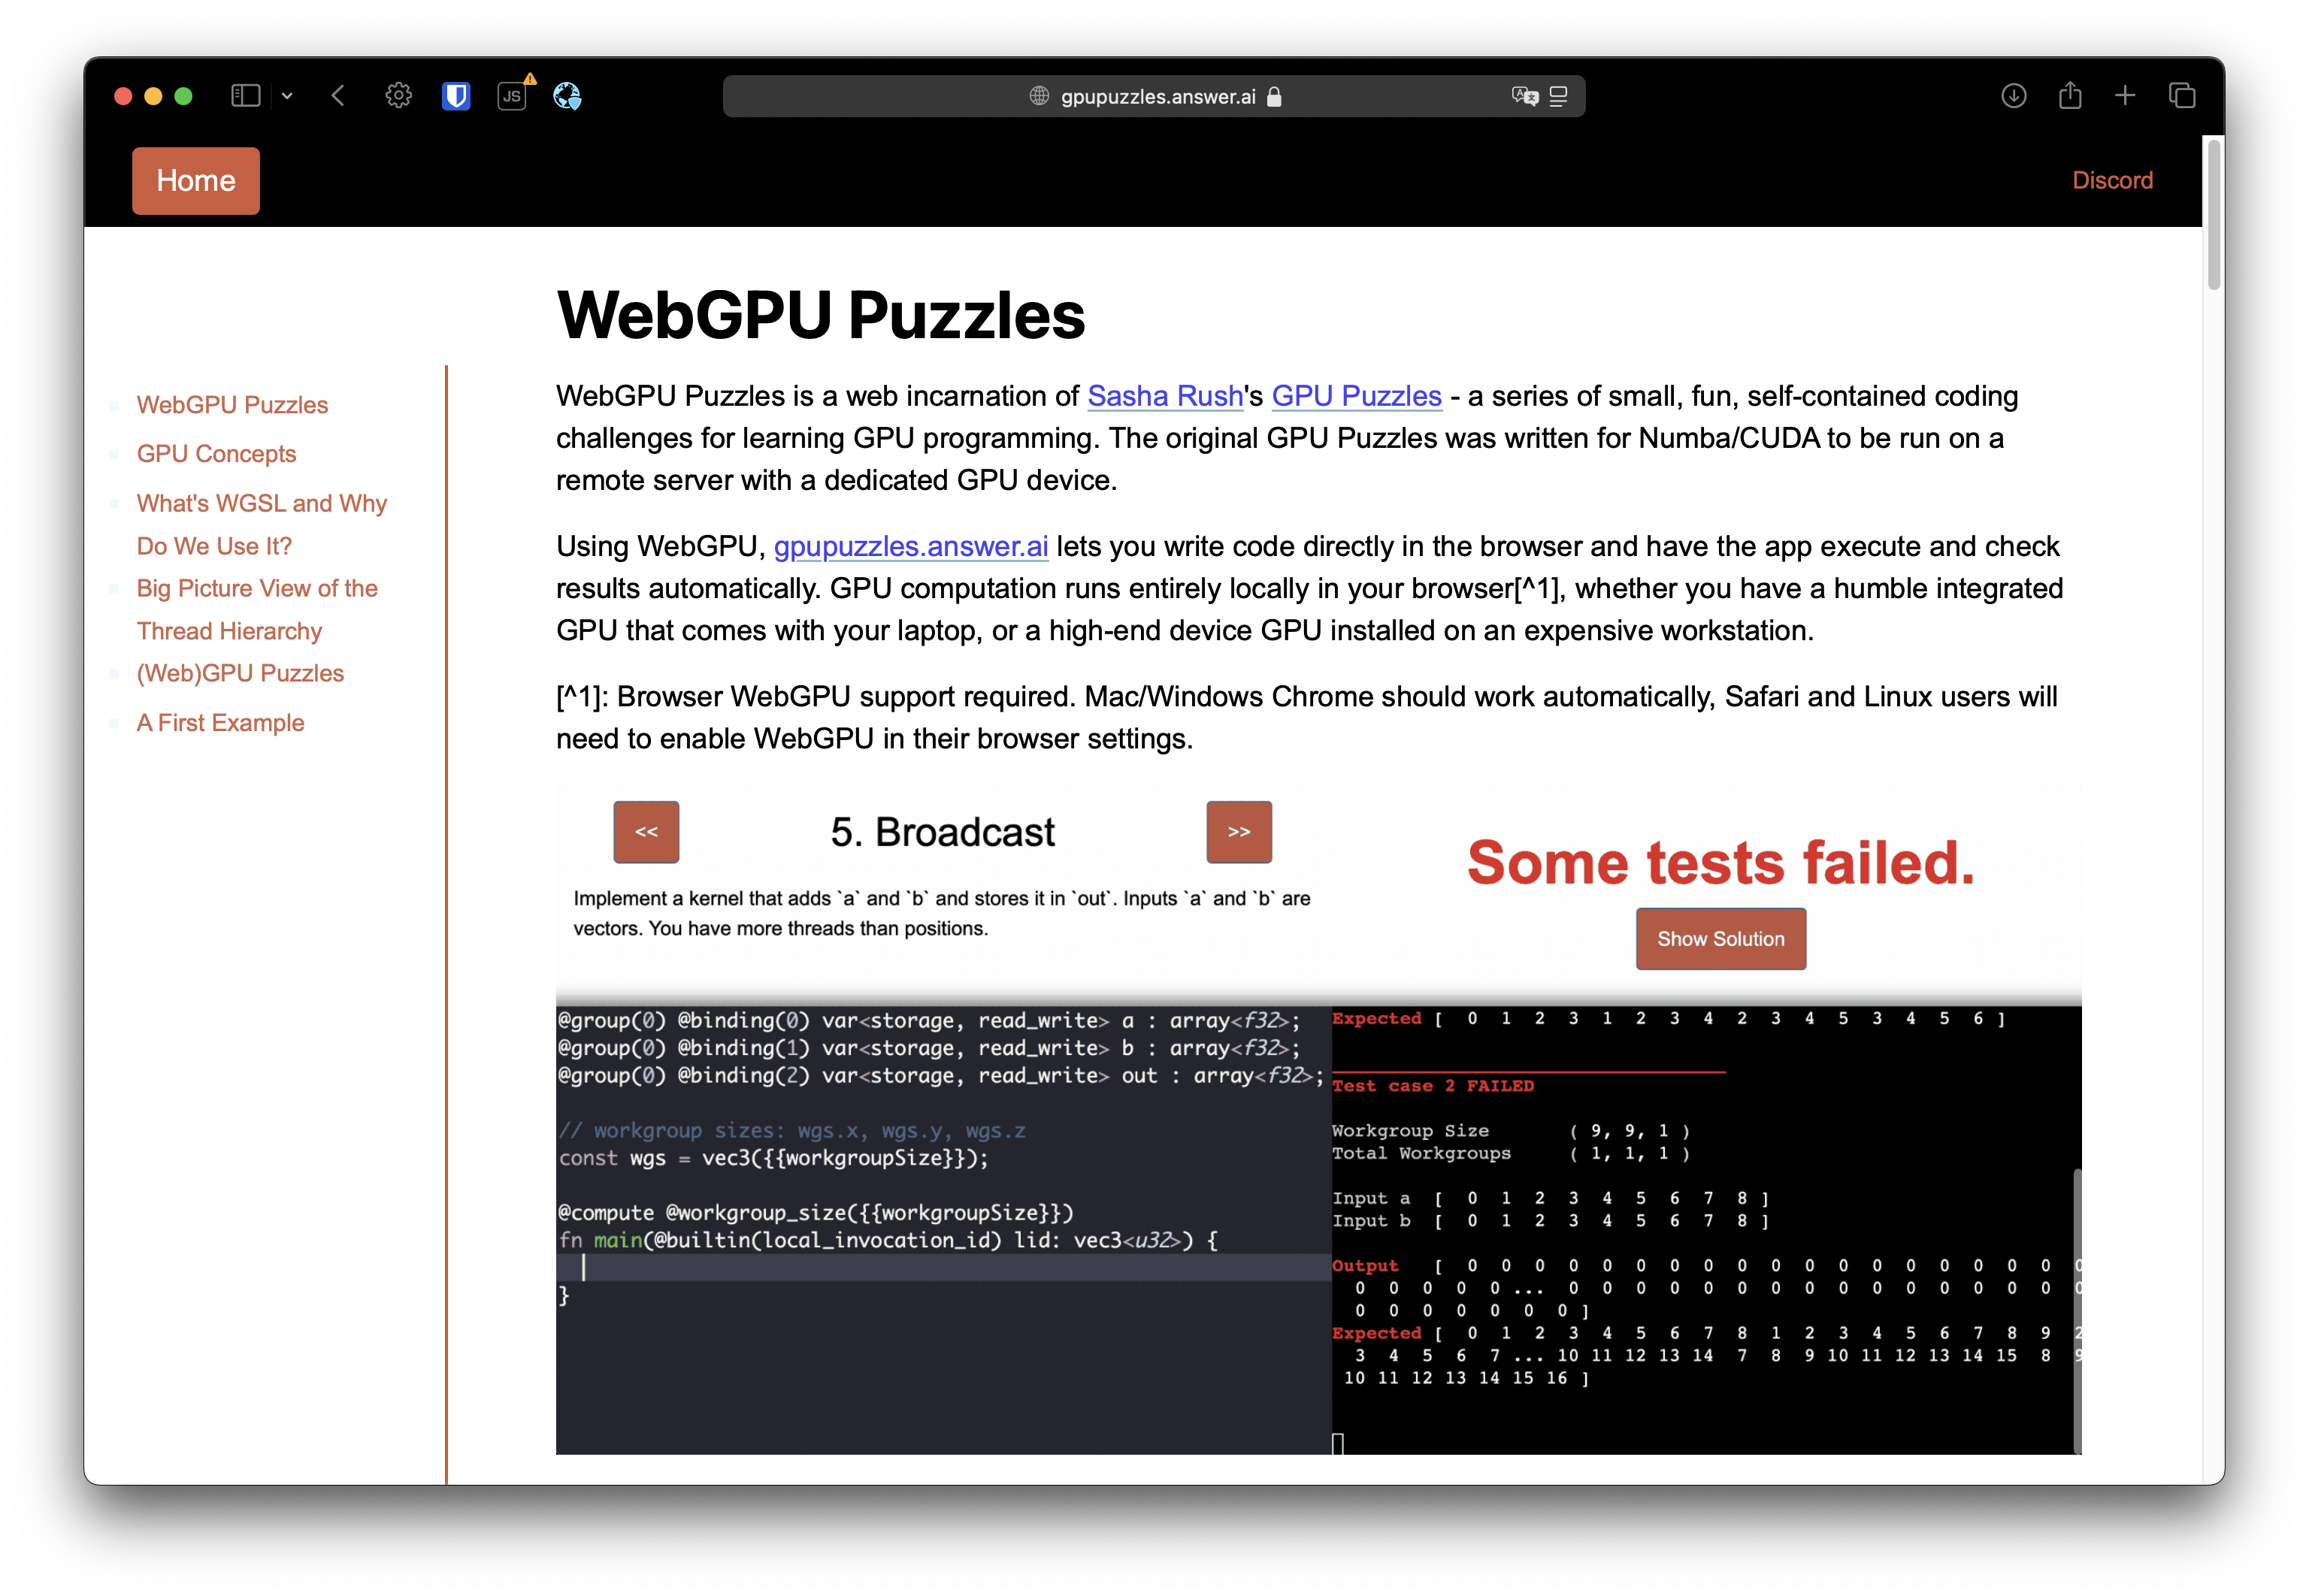 JS
gpupuzzles.answer.ai
Home
Discord
WebGPU Puzzles
GPU Concepts
What's WGSL and Why
Do We Use It?
Big Picture View of the
Thread Hierarchy
(Web)GPU Puzzles
A First Example
WebGPU Puzzles
WebGPU Puzzles is a web incarnation of Sasha Rush's GPU Puzzles - a series of small, fun, self-contained coding
challenges for learning GPU programming. The original GPU Puzzles was written for Numba/CUDA to be run on a
remote server with a dedicated GPU device.
Using WebGPU, gpupuzzles.answer.ai lets you write code directly in the browser and have the app execute and check
results automatically. GPU computation runs entirely locally in your browser[^1], whether you have a humble integrated
GPU that comes with your laptop, or a high-end device GPU installed on an expensive workstation.
[^1]: Browser WebGPU support required. Mac/Windows Chrome should work automatically, Safari and Linux users will
need to enable WebGPU in their browser settings.
<<
5. Broadcast
>>
Implement a kernel that adds `a` and `b` and stores it in `out`. Inputs `a` and `b` are
vectors. You have more threads than positions.
Some tests failed.
Show Solution
@group(0) @binding(0) var<storage, read_write> a : array<f32>;
@group(0) @binding(1) var<storage, read_write> b : array<f32>;
@group(0) @binding(2) var<storage, read_write> out : array<f32>;
// workgroup sizes: wgs.x, wgs.y, wgs.z
const wgs = vec3({{workgroupSize}});
@compute @workgroup_size({{workgroupSize}})
fn main(@builtin(local_invocation_id) lid: vec3<u32>) {
}
Expected [ 0 1 2 3 1 2 3 4 2 3 4 5 3 4 5 6 ]
Test case 2 FAILED
Workgroup Size ( 9, 9, 1 )
Total Workgroups ( 1, 1, 1 )
Input a [ 0 1 2 3 4 5 6 7 8 ]
Input b [ 0 1 2 3 4 5 6 7 8 ]
Output [ 0 0 0 0 0 0 0 0 0 0 0 0 0 0 0 0 0 0 0
0 0 0 0 0 ... 0 0 0 0 0 0 0 0 0 0 0 0 0 0 0 0
0 0 0 0 0 0 0 ]
Expected [ 0 1 2 3 4 5 6 7 8 1 2 3 4 5 6 7 8 9 2
3 4 5 6 7 ... 10 11 12 13 14 7 8 9 10 11 12 13 14 15 8 9
10 11 12 13 14 15 16 ]